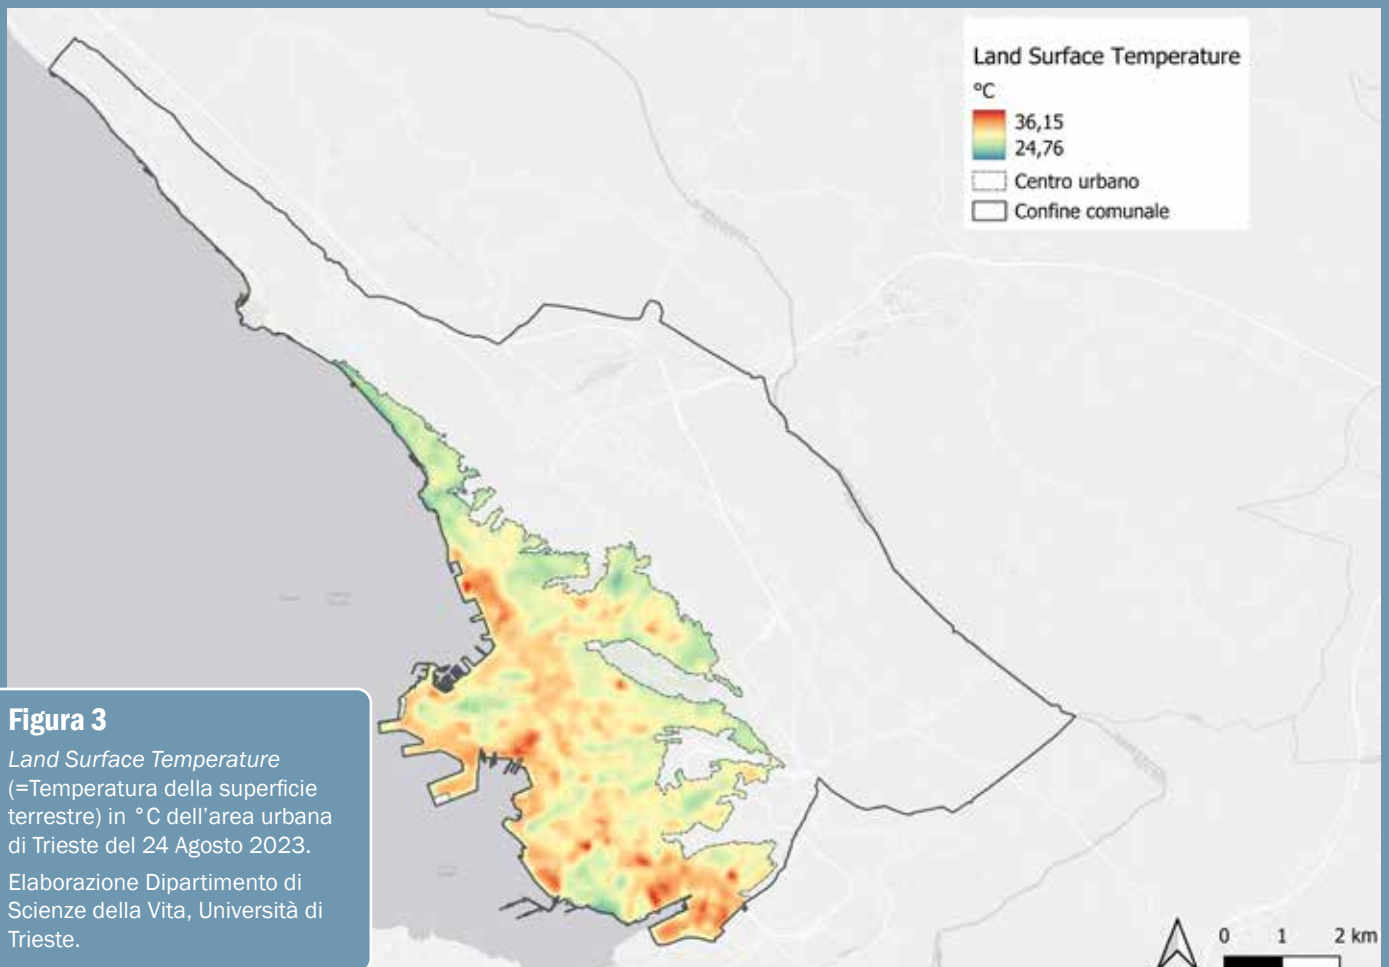 Land Surface Temperature
°C
36,15
24,76
Centro urbano
Confine comunale
Figura 3
Land Surface Temperature
(=Temperatura della superficie
terrestre) in °C dell'area urbana
di Trieste del 24 Agosto 2023.
Elaborazione Dipartimento di
Scienze della Vita, Università di
Trieste.
0 1 2 km